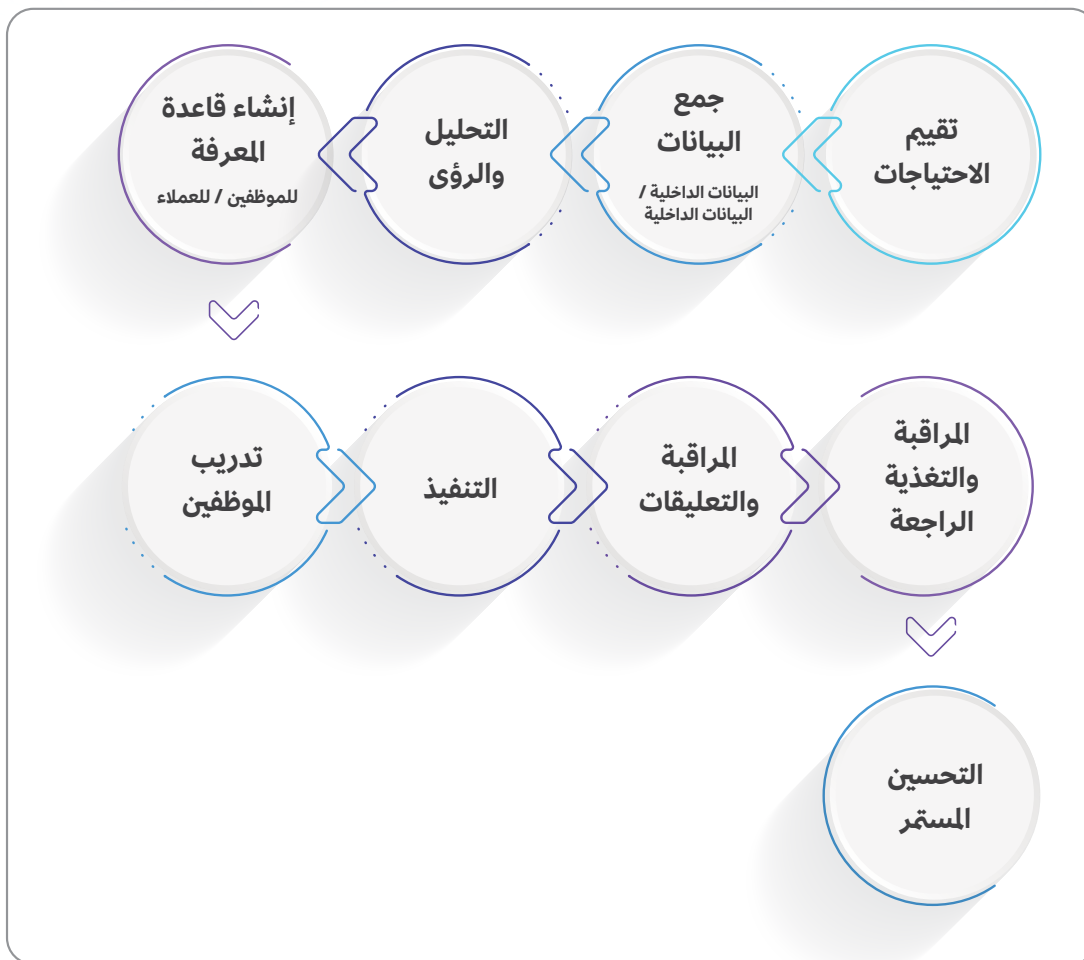 تقييم
الاحتياجات
جمع
البيانات
البيانات الداخلية /
البيانات الداخلية
التحليل
والرؤى
إنشاء قاعدة
المعرفة
للموظفين / للعملاء
تدريب
الموظفين
التنفيذ
المراقبة
والتعليقات
المراقبة
والتغذية
الراجعة
التحسين
المستمر